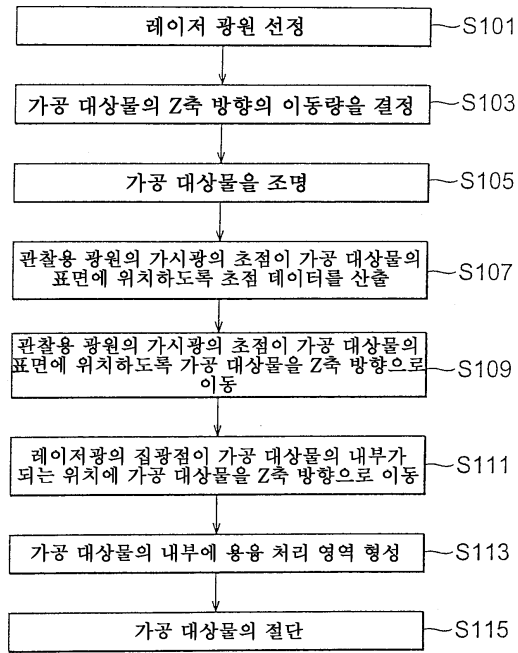 레이저 광원 선정
S101
가공 대상물의 Z축 방향의 이동량을 결정
S103
가공 대상물을 조명
S105
관찰용 광원의 가시광의 초점이 가공 대상물의
표면에 위치하도록 초점 데이터를 산출
S107
관찰용 광원의 가시광의 초점이 가공 대상물의
표면에 위치하도록 가공 대상물을 Z축 방향으로
이동
S109
레이저광의 집광점이 가공 대상물의 내부가
되는 위치에 가공 대상물을 Z축 방향으로 이동
S111
가공 대상물의 내부에 용융 처리 영역 형성
S113
가공 대상물의 절단
S115